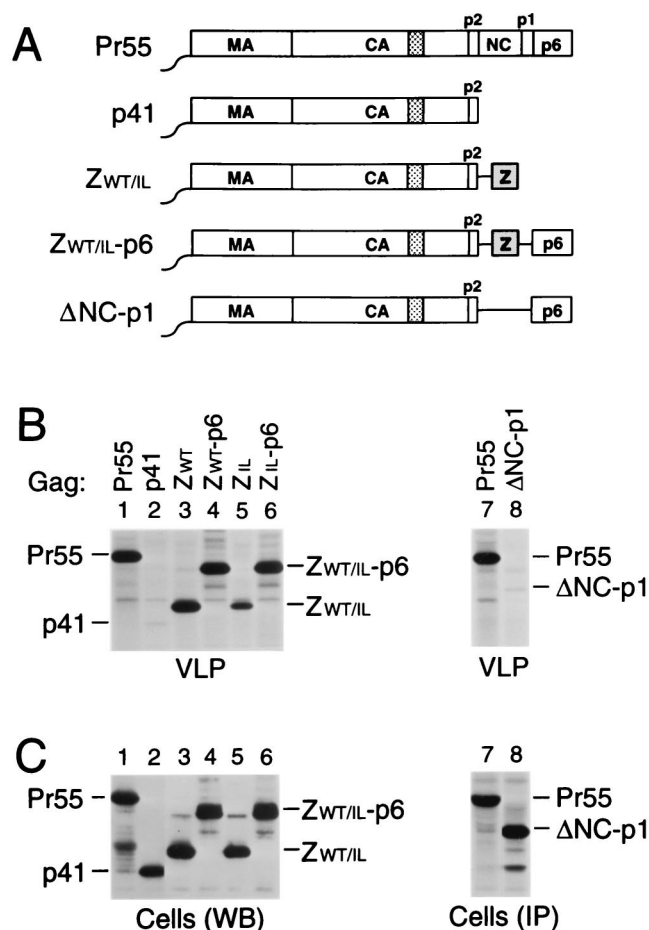 A
p2 p1
Pr55 MA CA NC p6
p2
p41 MA CA
p2
ZWT/IL MA CA Z
p2
ZWT/IL-p6 MA CA Z p6
p2
ΔNC-p1 MA CA p6
B
Gag: Pr55 p41 ZWT ZWT-p6 ZIL ZIL-p6 Pr55 ΔNC-p1
1 2 3 4 5 6 7 8
Pr55 ZWT/IL-p6 Pr55
ΔNC-p1
p41 ZWT/IL
VLP VLP
C
1 2 3 4 5 6 7 8
Pr55 ZWT/IL-p6 Pr55
ΔNC-p1
p41 ZWT/IL
Cells (WB) Cells (IP)